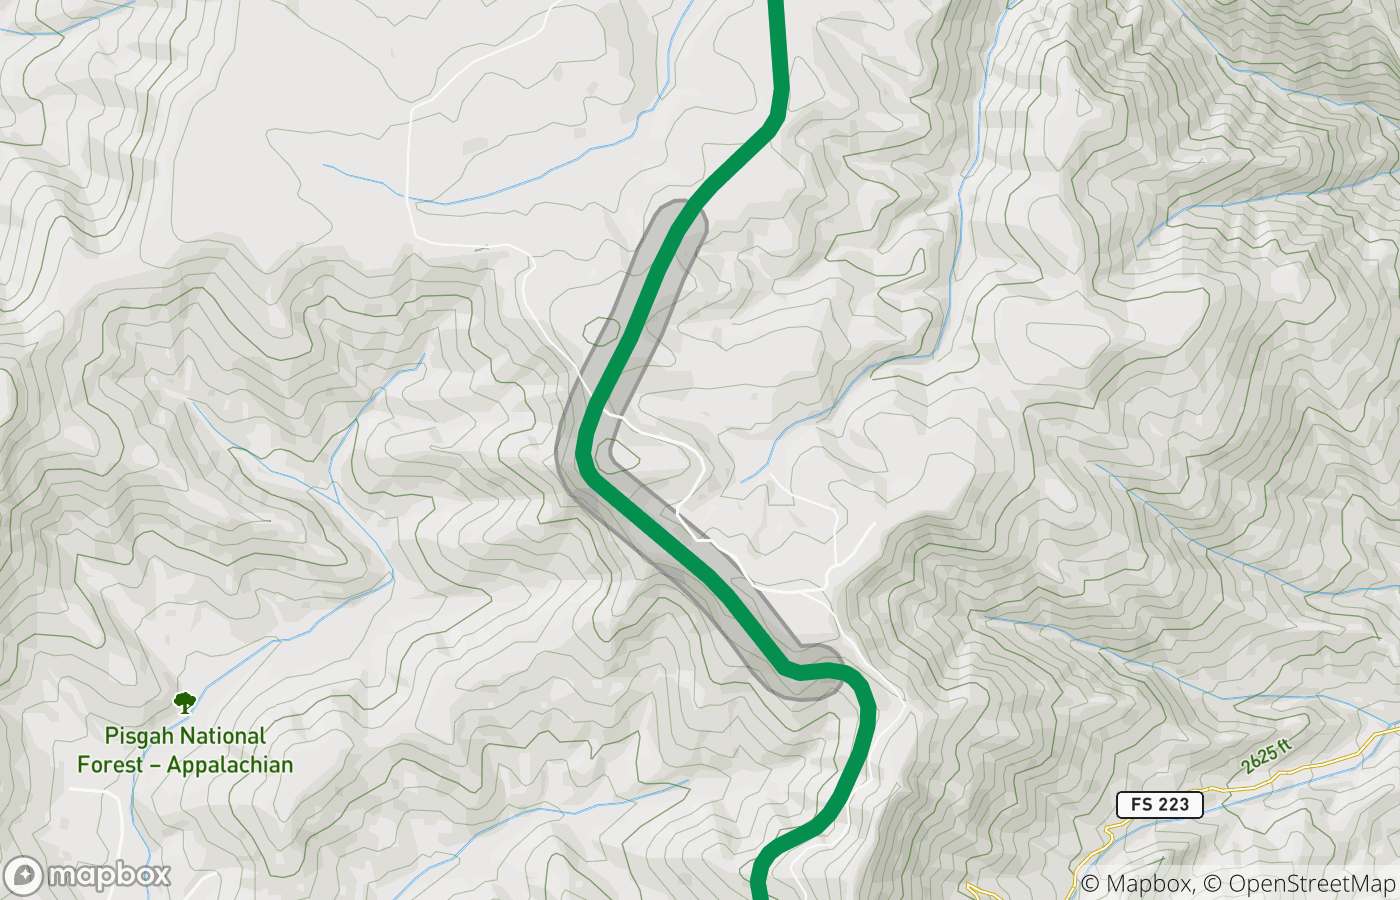 Pisgah National
Forest – Appalachian
2625 ft
FS 223
mapbox
© Mapbox, © OpenStreetMap